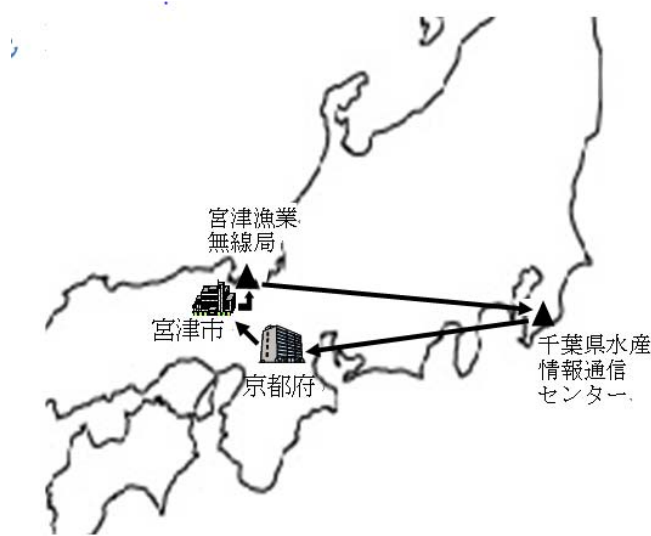 宮津漁業
無線局
宮津市
京都府
千葉県水産
情報通信
センター